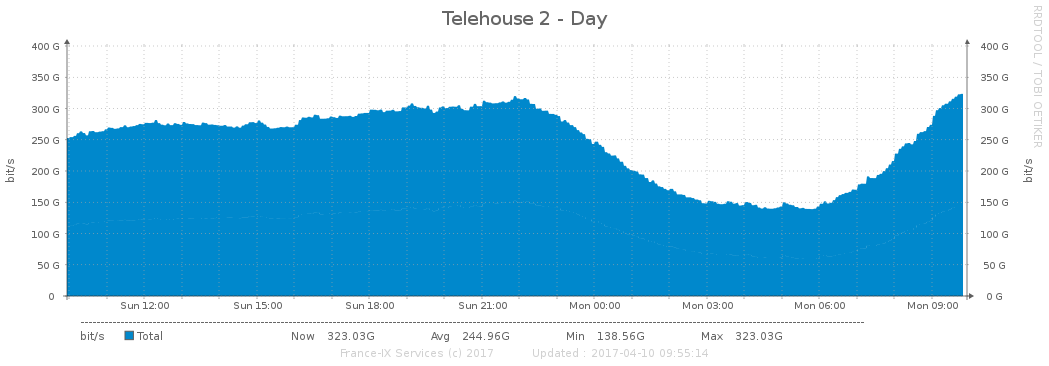 Telehouse 2 - Day
RRDTOOL / TOBI OETIKER
bit/s
400 G
350 G
300 G
250 G
200 G
150 G
100 G
50 G
0
400 G
350 G
300 G
250 G
200 G
150 G
100 G
50 G
0 G
bit/s
Sun 12:00 Sun 15:00 Sun 18:00 Sun 21:00 Mon 00:00 Mon 03:00 Mon 06:00 Mon 09:00
bit/s Total Now 323.03G Avg 244.96G Min 138.56G Max 323.03G
France-IX Services (c) 2017 Updated : 2017-04-10 09:55:14